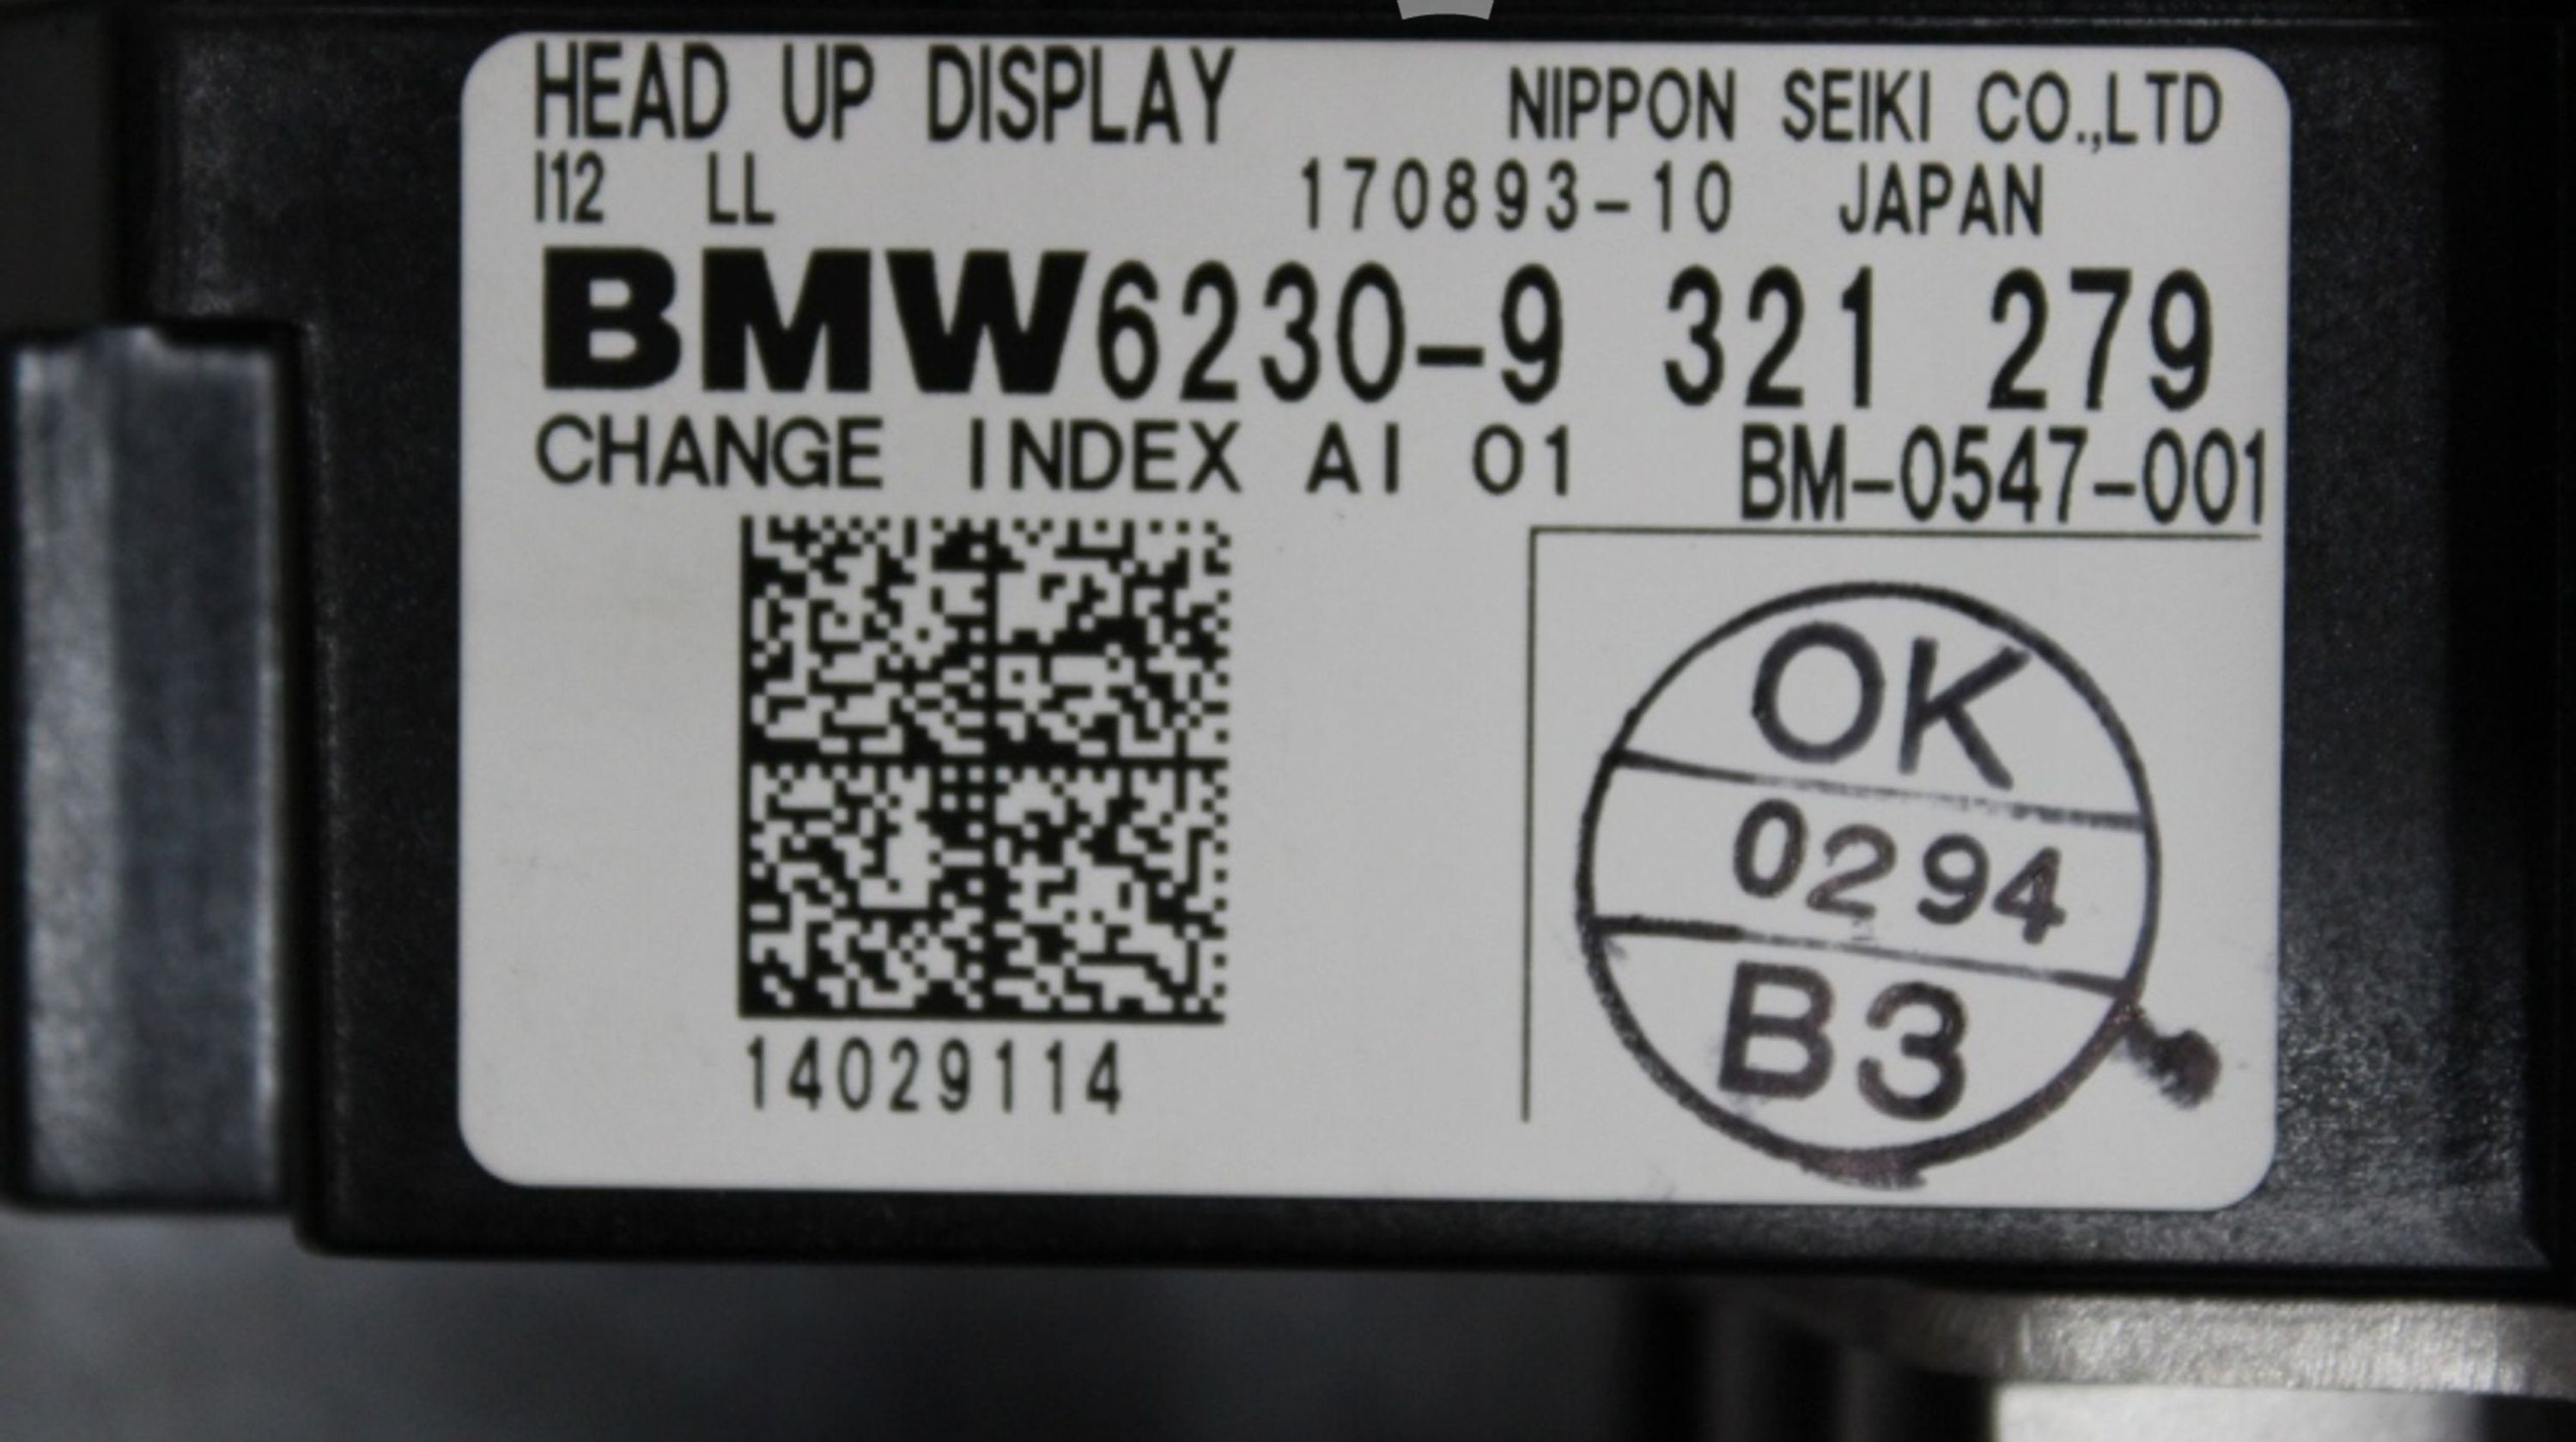 HEAD UP DISPLAY NIPPON SEIKI CO.,LTD
I12 LL 170893-10 JAPAN
BMW6230-9 321 279
CHANGE INDEX AI 01 BM-0547-001
14029114
OK
0294
B3